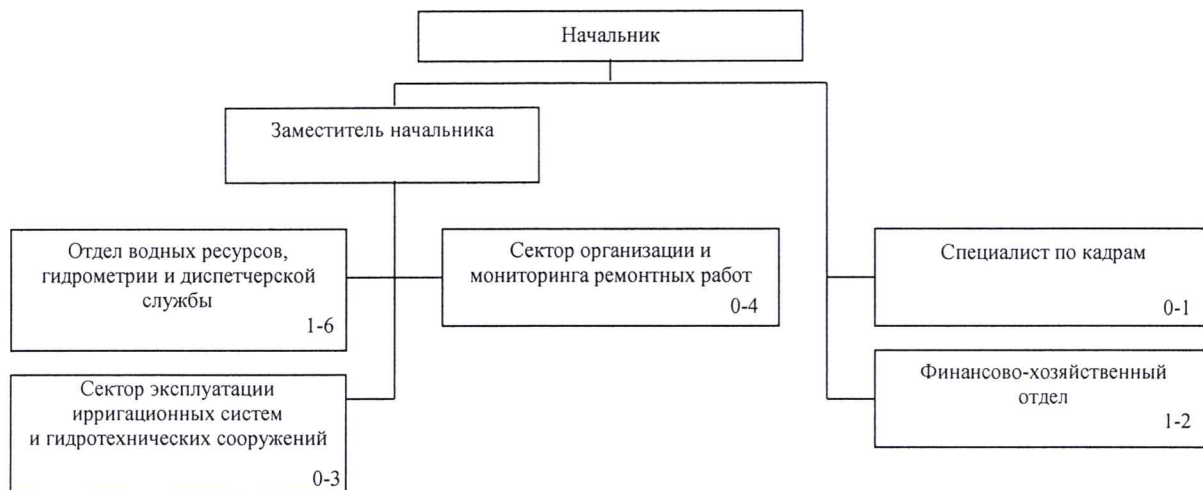 Начальник
Заместитель начальника
Отдел водных ресурсов,
гидрометрии и диспетчерской
службы
1-6
Сектор организации и
мониторинга ремонтных работ
0-4
Специалист по кадрам
0-1
Сектор эксплуатации
ирригационных систем
и гидротехнических сооружений
0-3
Финансово-хозяйственный
отдел
1-2